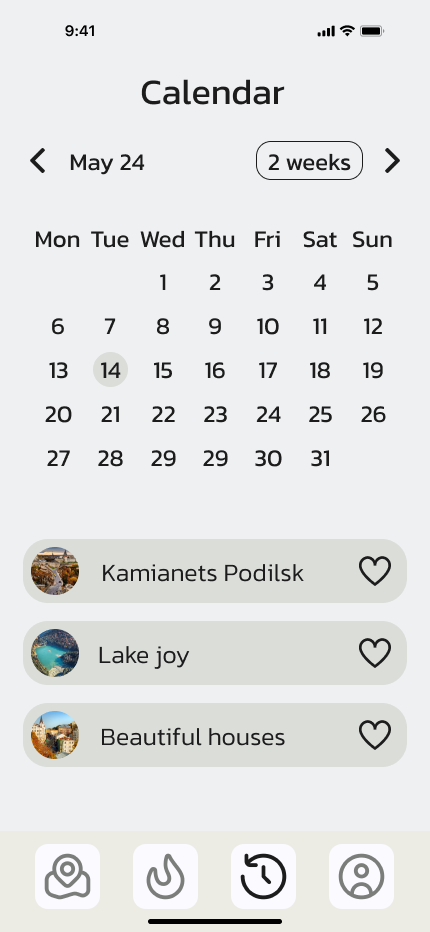 9:41
Calendar
May 24 2 weeks
Mon Tue Wed Thu Fri Sat Sun
1 2 3 4 5
6 7 8 9 10 11 12
13 14 15 16 17 18 19
20 21 22 23 24 25 26
27 28 29 29 30 31
Kamianets Podilsk
Lake joy
Beautiful houses